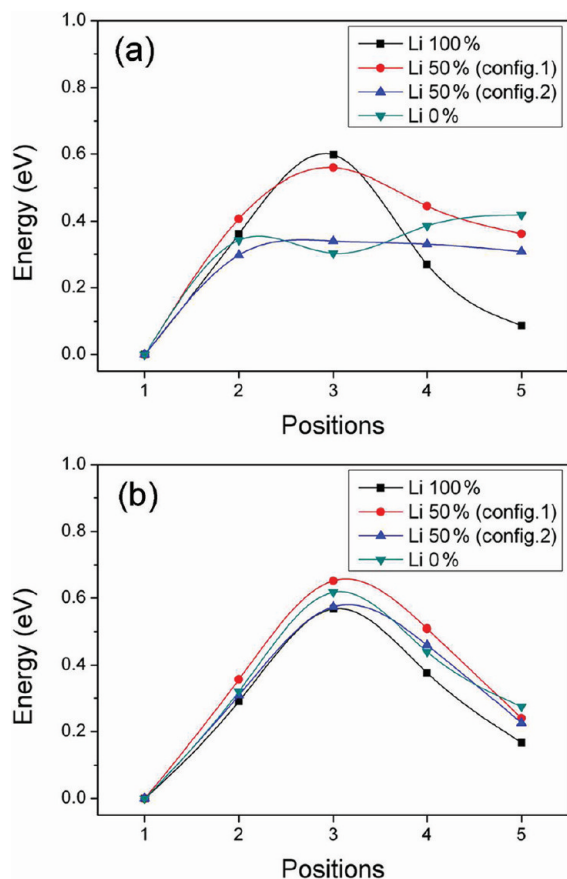 (a)
Li 100%
Li 50% (config.1)
Li 50% (config.2)
Li 0%
Energy (eV)
1.0
0.8
0.6
0.4
0.2
0.0
1 2 3 4 5
Positions
(b)
Li 100%
Li 50% (config.1)
Li 50% (config.2)
Li 0%
Energy (eV)
1.0
0.8
0.6
0.4
0.2
0.0
1 2 3 4 5
Positions